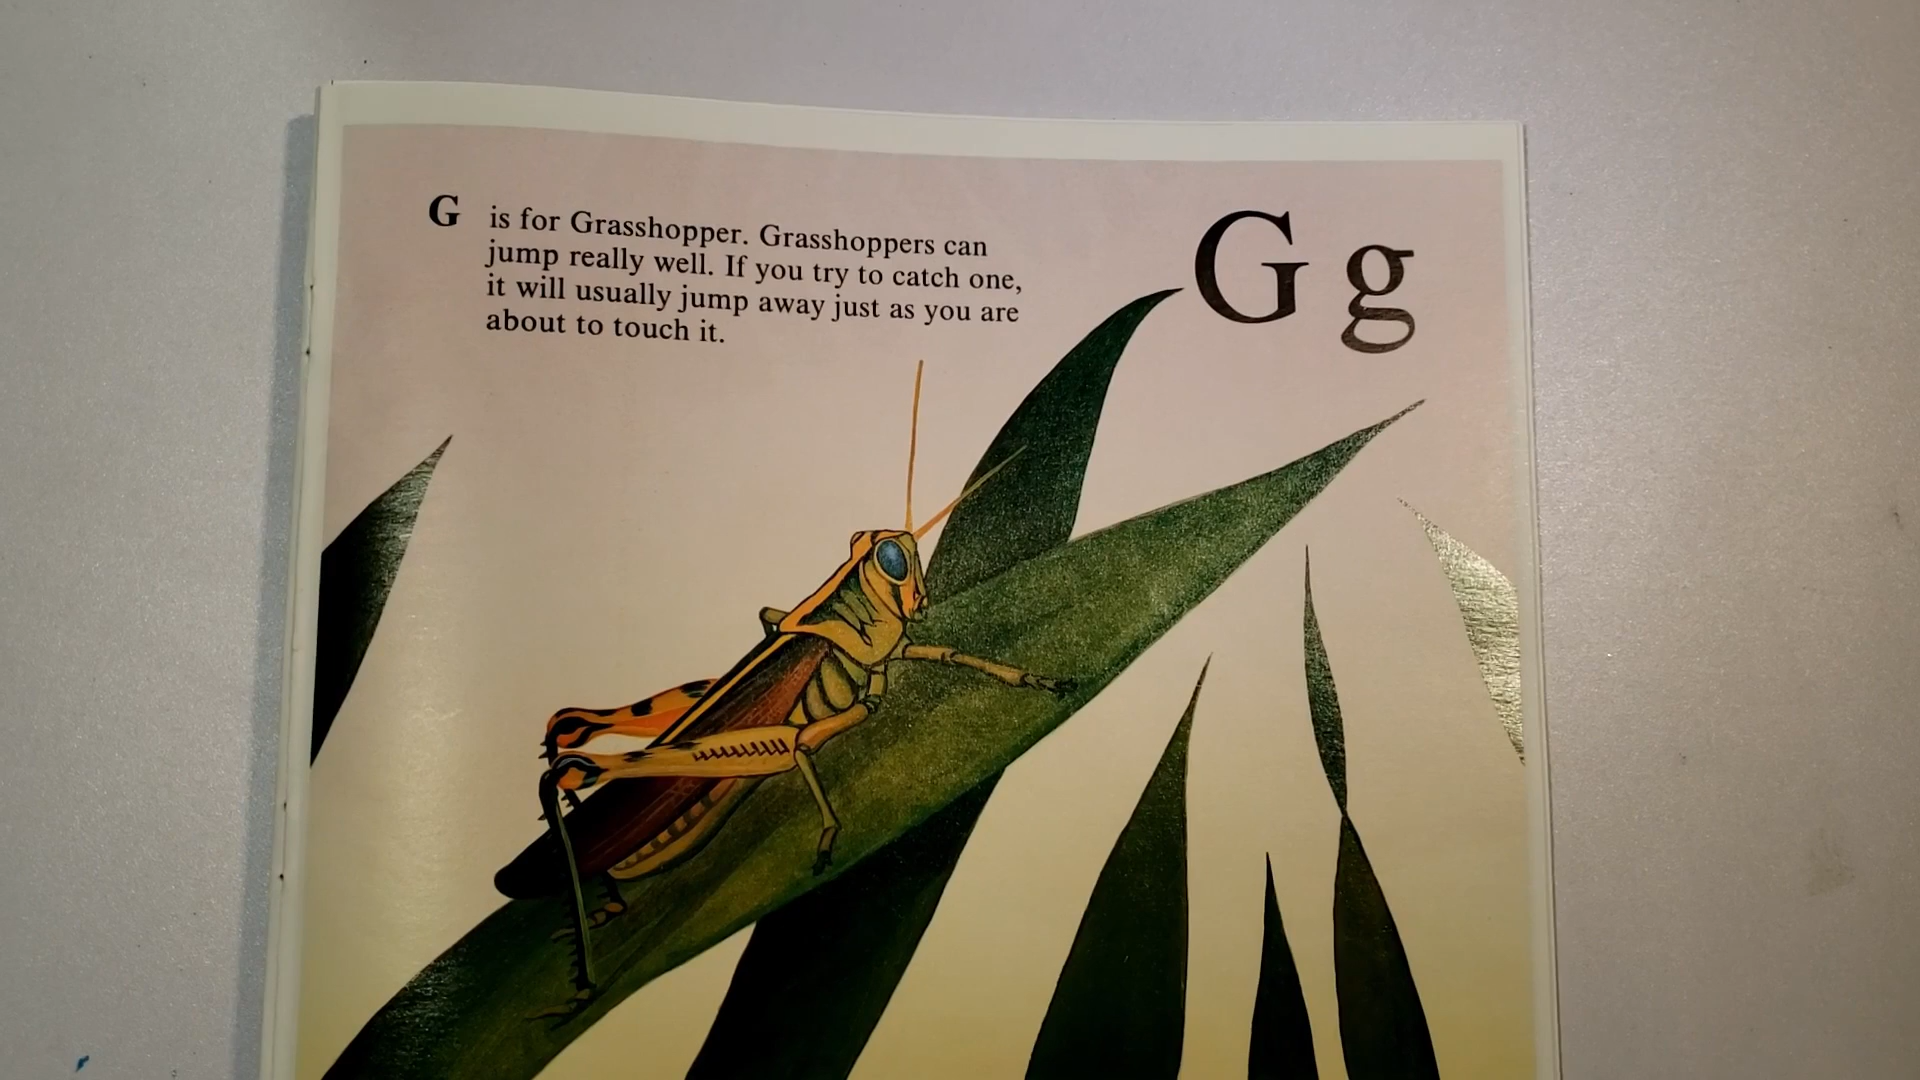 G is for Grasshopper. Grasshoppers can
jump really well. If you try to catch one,
it will usually jump away just as you are
about to touch it.
G g